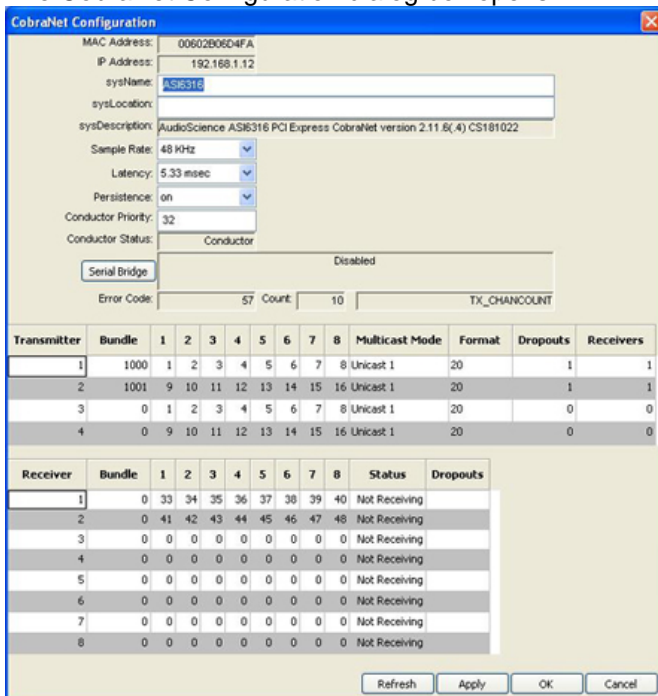 CobraNet Configuration
MAC Address: 00602B06D4FA
IP Address: 192.168.1.12
sysName: ASI6316
sysLocation:
sysDescription: AudioScience ASI6316 PCI Express CobraNet version 2.11.6(.4) CS181022
Sample Rate: 48 KHz
Latency: 5.33 msec
Persistence: on
Conductor Priority: 32
Conductor Status: Conductor
Serial Bridge Disabled
Error Code: 57 Count: 10 TX_CHANCOUNT
Transmitter Bundle 1 2 3 4 5 6 7 8 Multicast Mode Format Dropouts Receivers
1 1000 1 2 3 4 5 6 7 8 Unicast 1 20 1 1
2 1001 9 10 11 12 13 14 15 16 Unicast 1 20 1 1
3 0 1 2 3 4 5 6 7 8 Unicast 1 20 0 0
4 0 9 10 11 12 13 14 15 16 Unicast 1 20 0 0
Receiver Bundle 1 2 3 4 5 6 7 8 Status Dropouts
1 0 33 34 35 36 37 38 39 40 Not Receiving
2 0 41 42 43 44 45 46 47 48 Not Receiving
3 0 0 0 0 0 0 0 0 0 Not Receiving
4 0 0 0 0 0 0 0 0 0 Not Receiving
5 0 0 0 0 0 0 0 0 0 Not Receiving
6 0 0 0 0 0 0 0 0 0 Not Receiving
7 0 0 0 0 0 0 0 0 0 Not Receiving
8 0 0 0 0 0 0 0 0 0 Not Receiving
Refresh Apply OK Cancel